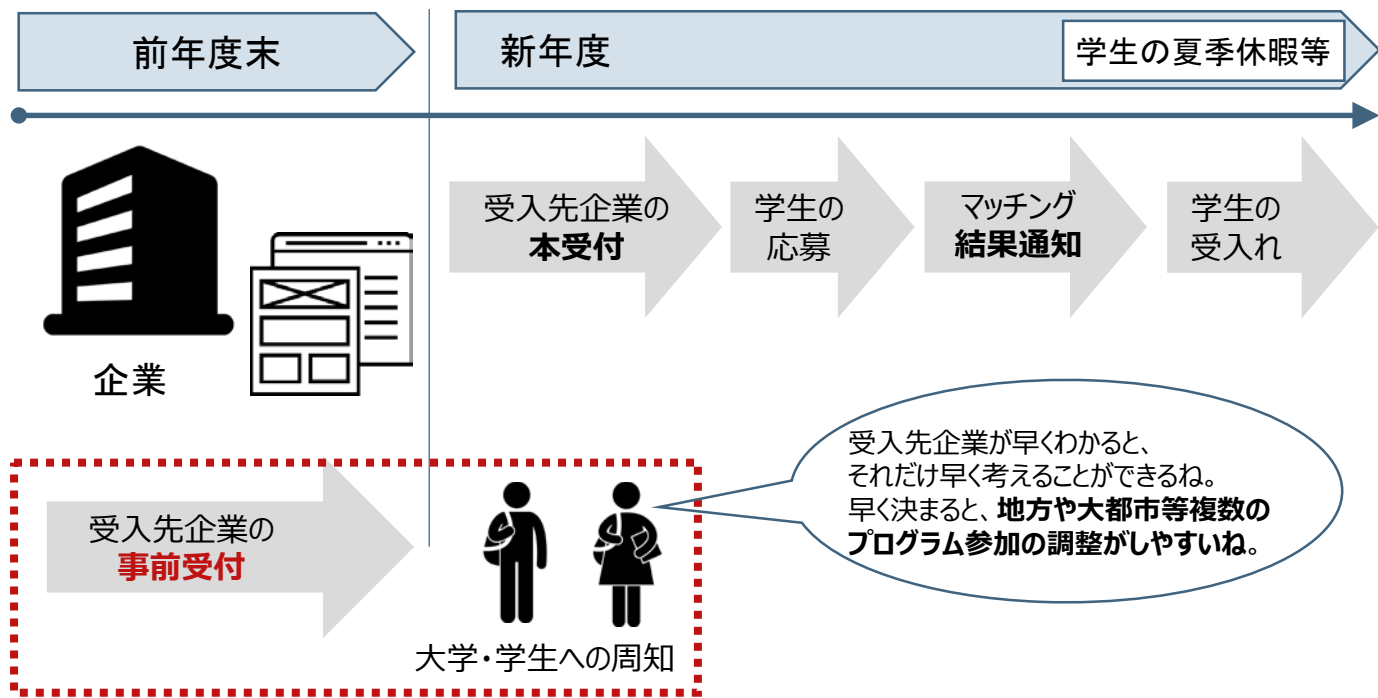 前年度末
新年度
学生の夏季休暇等
受入先企業の
本受付
学生の
応募
マッチング
結果通知
学生の
受入れ
企業
受入先企業の
事前受付
大学・学生への周知
受入先企業が早くわかると、
それだけ早く考えることができるね。
早く決まると、地方や大都市等複数の
プログラム参加の調整がしやすいね。